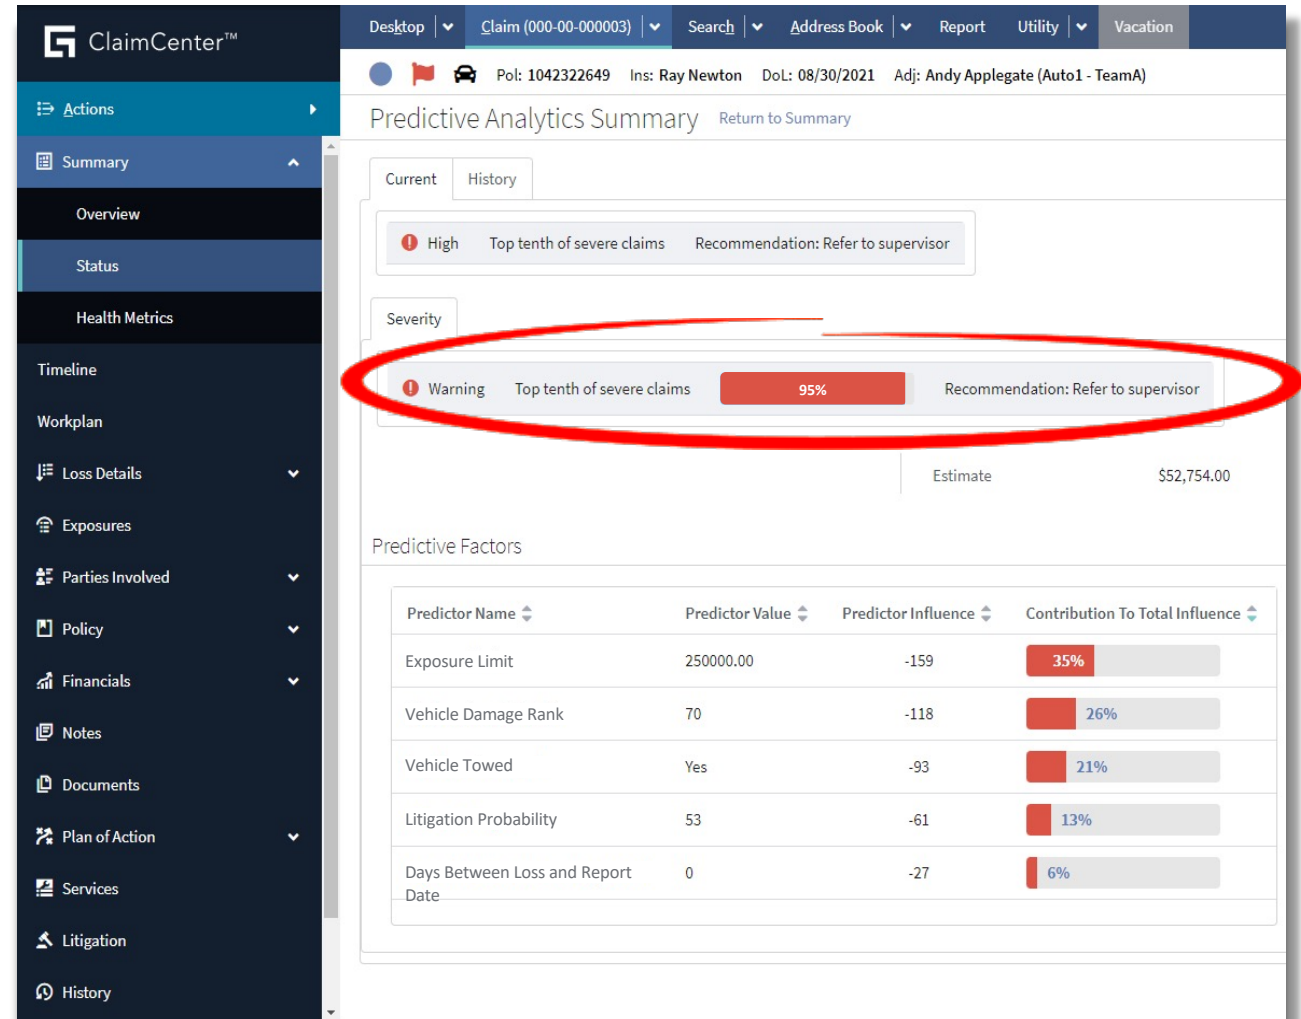 ClaimCenter™
Desktop Claim (000-00-000003) Search Address Book Report Utility Vacation
Pol: 1042322649 Ins: Ray Newton DoL: 08/30/2021 Adj: Andy Applegate (Auto1 - TeamA)
Actions
Summary
Overview
Status
Health Metrics
Timeline
Workplan
Loss Details
Exposures
Parties Involved
Policy
Financials
Notes
Documents
Plan of Action
Services
Litigation
History
Predictive Analytics Summary Return to Summary
Current History
High Top tenth of severe claims Recommendation: Refer to supervisor
Severity
Warning Top tenth of severe claims 95% Recommendation: Refer to supervisor
Estimate $52,754.00
Predictive Factors
Predictor Name Predictor Value Predictor Influence Contribution To Total Influence
Exposure Limit 250000.00 -159 35%
Vehicle Damage Rank 70 -118 26%
Vehicle Towed Yes -93 21%
Litigation Probability 53 -61 13%
Days Between Loss and Report 0 -27 6%
Date